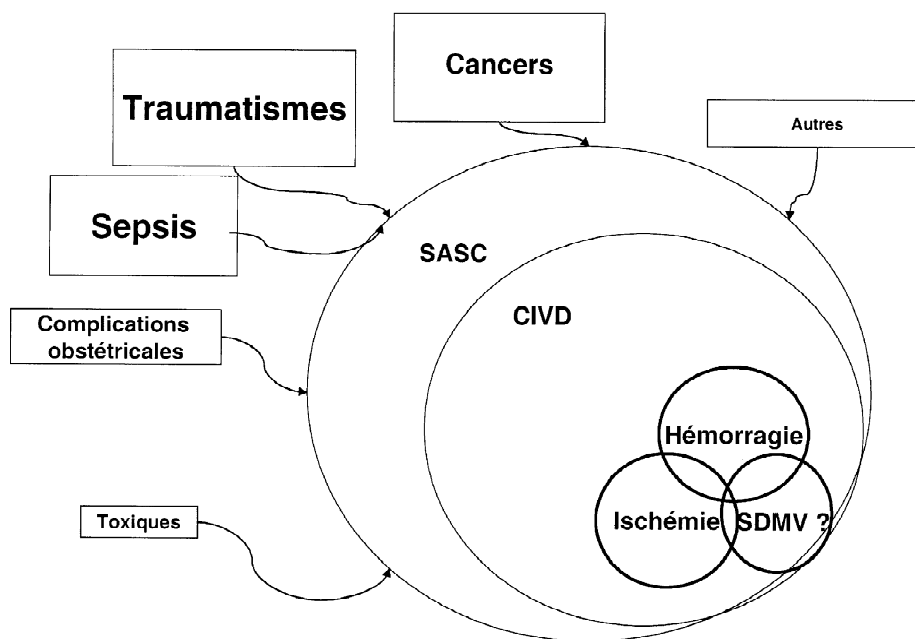 Cancers
Traumatismes
Autres
Sepsis
SASC
CIVD
Complications
obstétricales
Hémorragie
Ischémie
SDMV ?
Toxiques